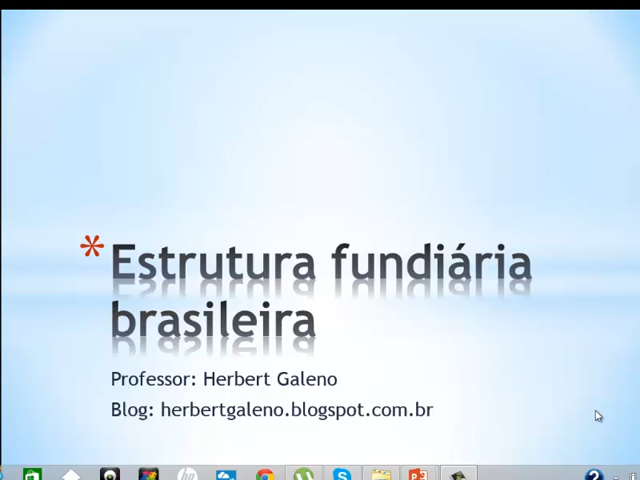 * Estrutura fundiária
brasileira
Professor: Herbert Galeno
Blog: herbertgaleno.blogspot.com.br